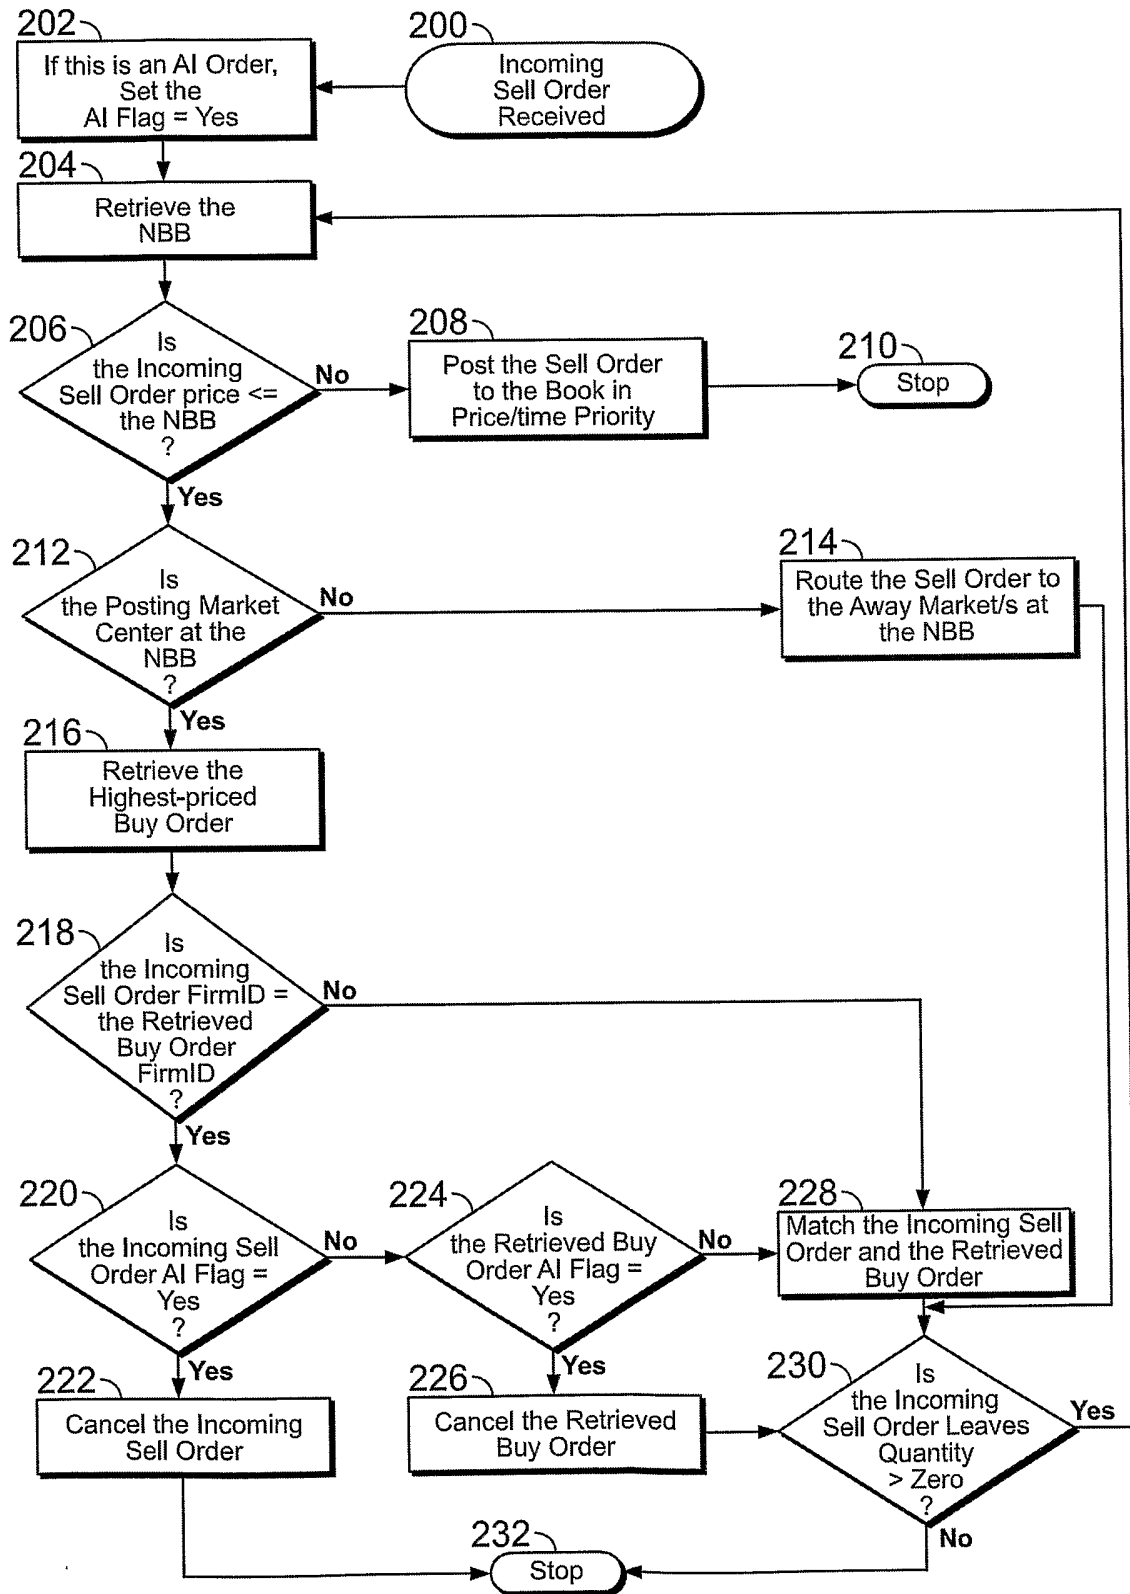 202
If this is an AI Order,
Set the
AI Flag = Yes
200
Incoming
Sell Order
Received
204
Retrieve the
NBB
206
Is
the Incoming
Sell Order price <=
the NBB
?
No
Yes
208
Post the Sell Order
to the Book in
Price/time Priority
210
Stop
212
Is
the Posting Market
Center at the
NBB
?
No
Yes
214
Route the Sell Order to
the Away Market/s at
the NBB
216
Retrieve the
Highest-priced
Buy Order
218
Is
the Incoming
Sell Order FirmID =
the Retrieved
Buy Order
FirmID
?
No
Yes
220
Is
the Incoming Sell
Order AI Flag =
Yes
?
No
Yes
224
Is
the Retrieved Buy
Order AI Flag =
Yes
?
No
Yes
228
Match the Incoming Sell
Order and the Retrieved
Buy Order
222
Cancel the Incoming
Sell Order
226
Cancel the Retrieved
Buy Order
230
Is
the Incoming
Sell Order Leaves
Quantity
> Zero
?
Yes
No
232
Stop